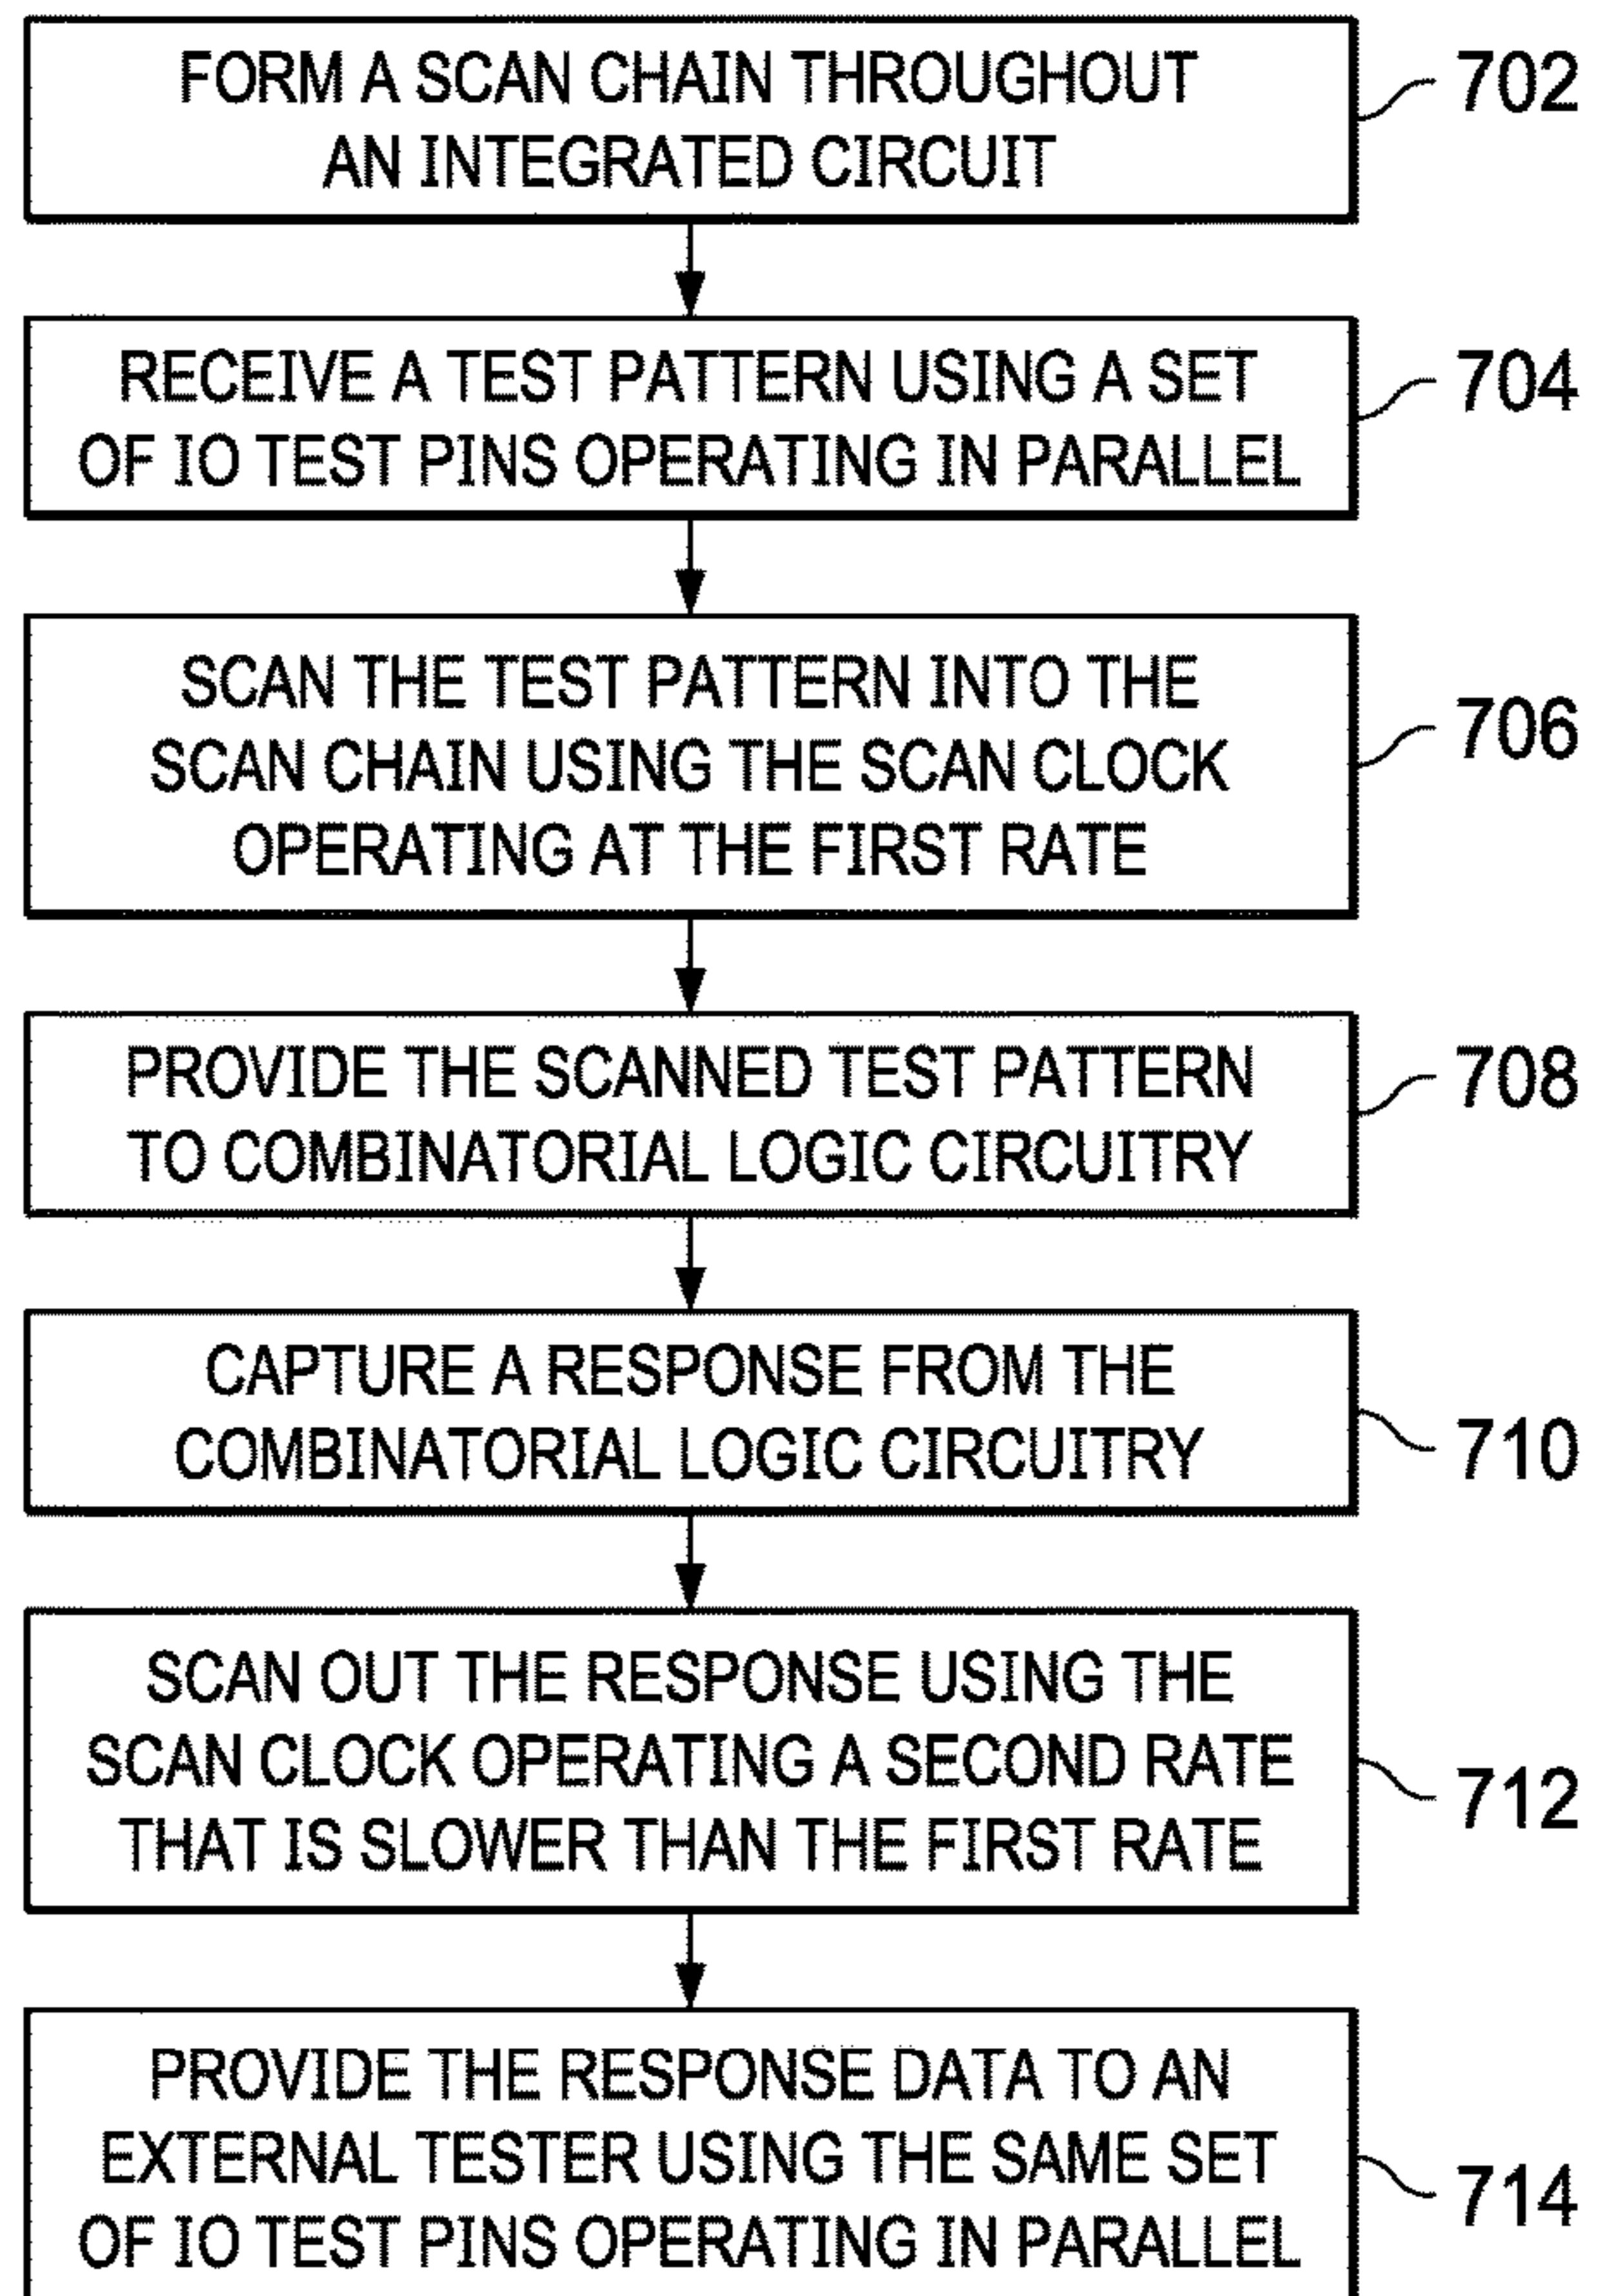 FORM A SCAN CHAIN THROUGHOUT
AN INTEGRATED CIRCUIT
702
RECEIVE A TEST PATTERN USING A SET
OF IO TEST PINS OPERATING IN PARALLEL
704
SCAN THE TEST PATTERN INTO THE
SCAN CHAIN USING THE SCAN CLOCK
OPERATING AT THE FIRST RATE
706
PROVIDE THE SCANNED TEST PATTERN
TO COMBINATORIAL LOGIC CIRCUITRY
708
CAPTURE A RESPONSE FROM THE
COMBINATORIAL LOGIC CIRCUITRY
710
SCAN OUT THE RESPONSE USING THE
SCAN CLOCK OPERATING A SECOND RATE
THAT IS SLOWER THAN THE FIRST RATE
712
PROVIDE THE RESPONSE DATA TO AN
EXTERNAL TESTER USING THE SAME SET
OF IO TEST PINS OPERATING IN PARALLEL
714